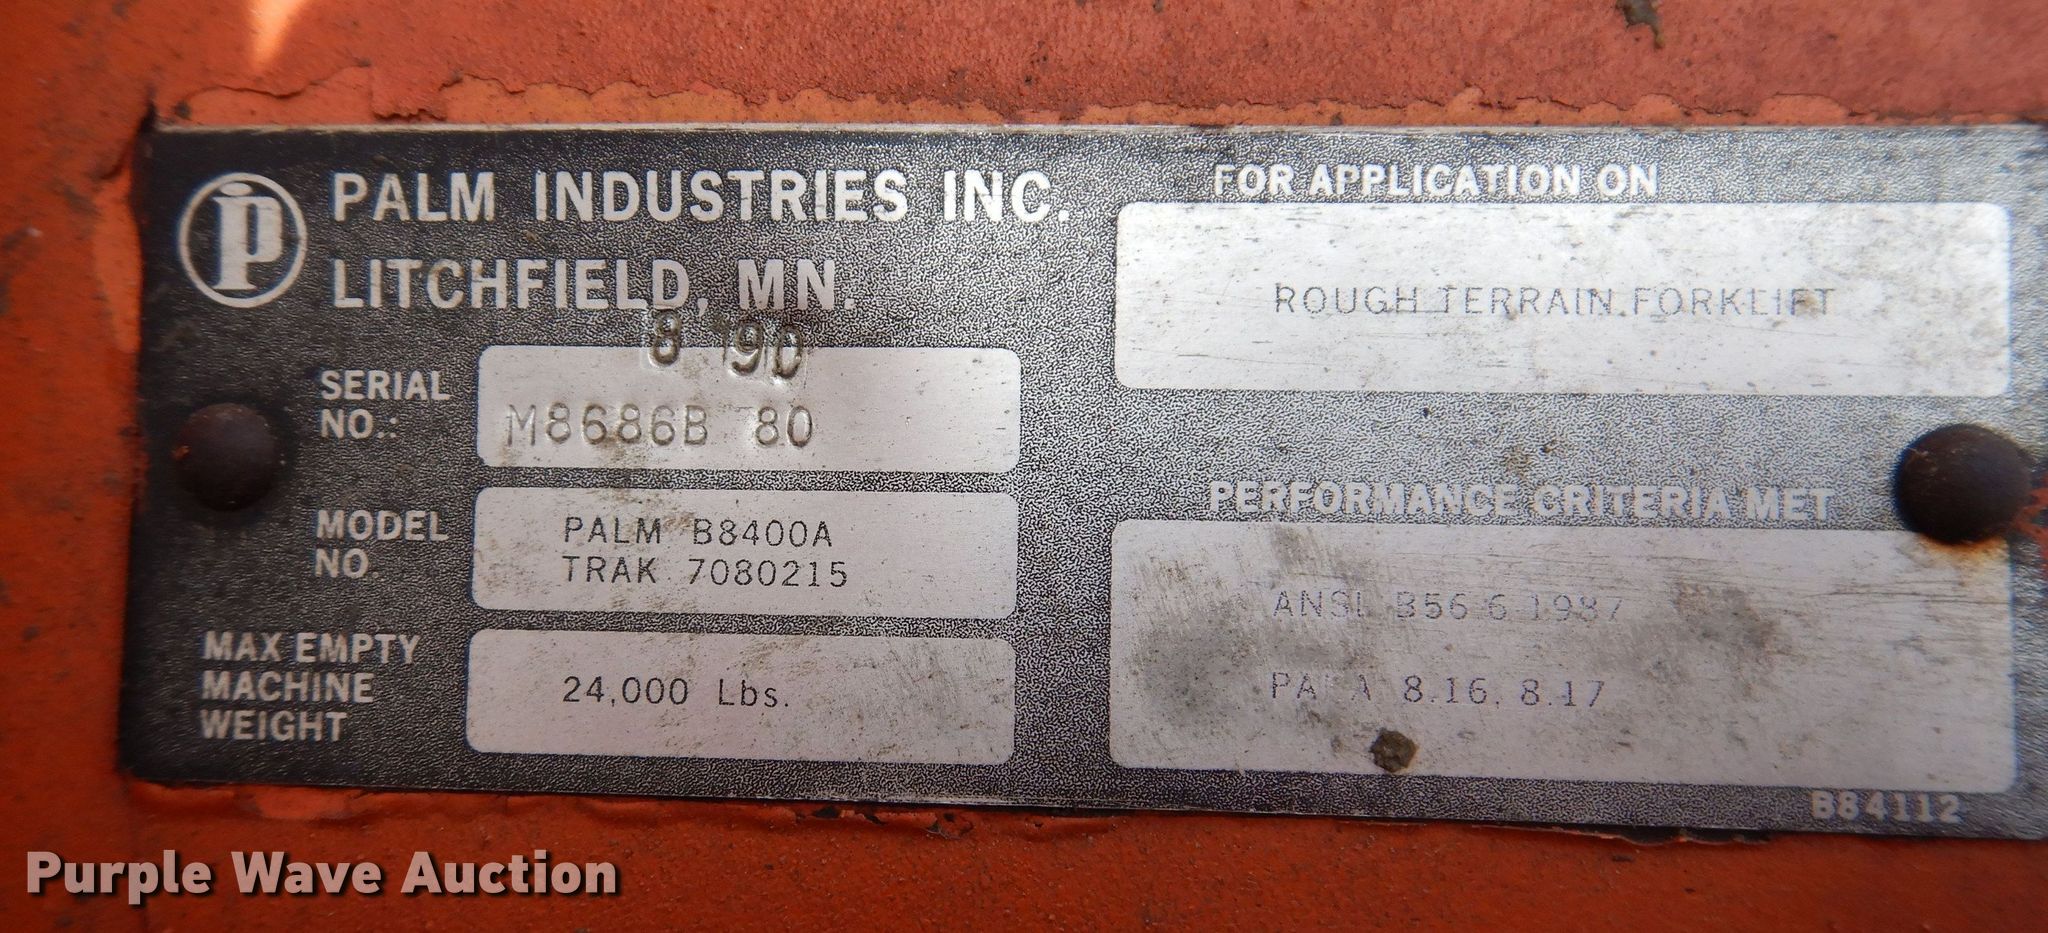 P
PALM INDUSTRIES INC.
LITCHFIELD, MN.
8 '90
SERIAL NO.:
M8686B 80
MODEL NO.
PALM B8400A
TRAK 7080215
MAX EMPTY
MACHINE
WEIGHT
24,000 Lbs.
FOR APPLICATION ON
ROUGH TERRAIN FORKLIFT
PERFORMANCE CRITERIA MET
ANSI B56.6 1987
8.16, 8.17
B84112
Purple Wave Auction